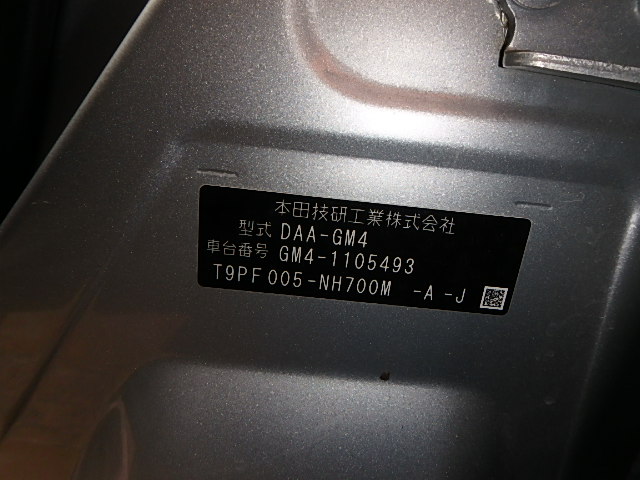 本田技研工業株式会社
型式 DAA-GM4
車台番号 GM4-1105493
T9PF005-NH700M -A-J